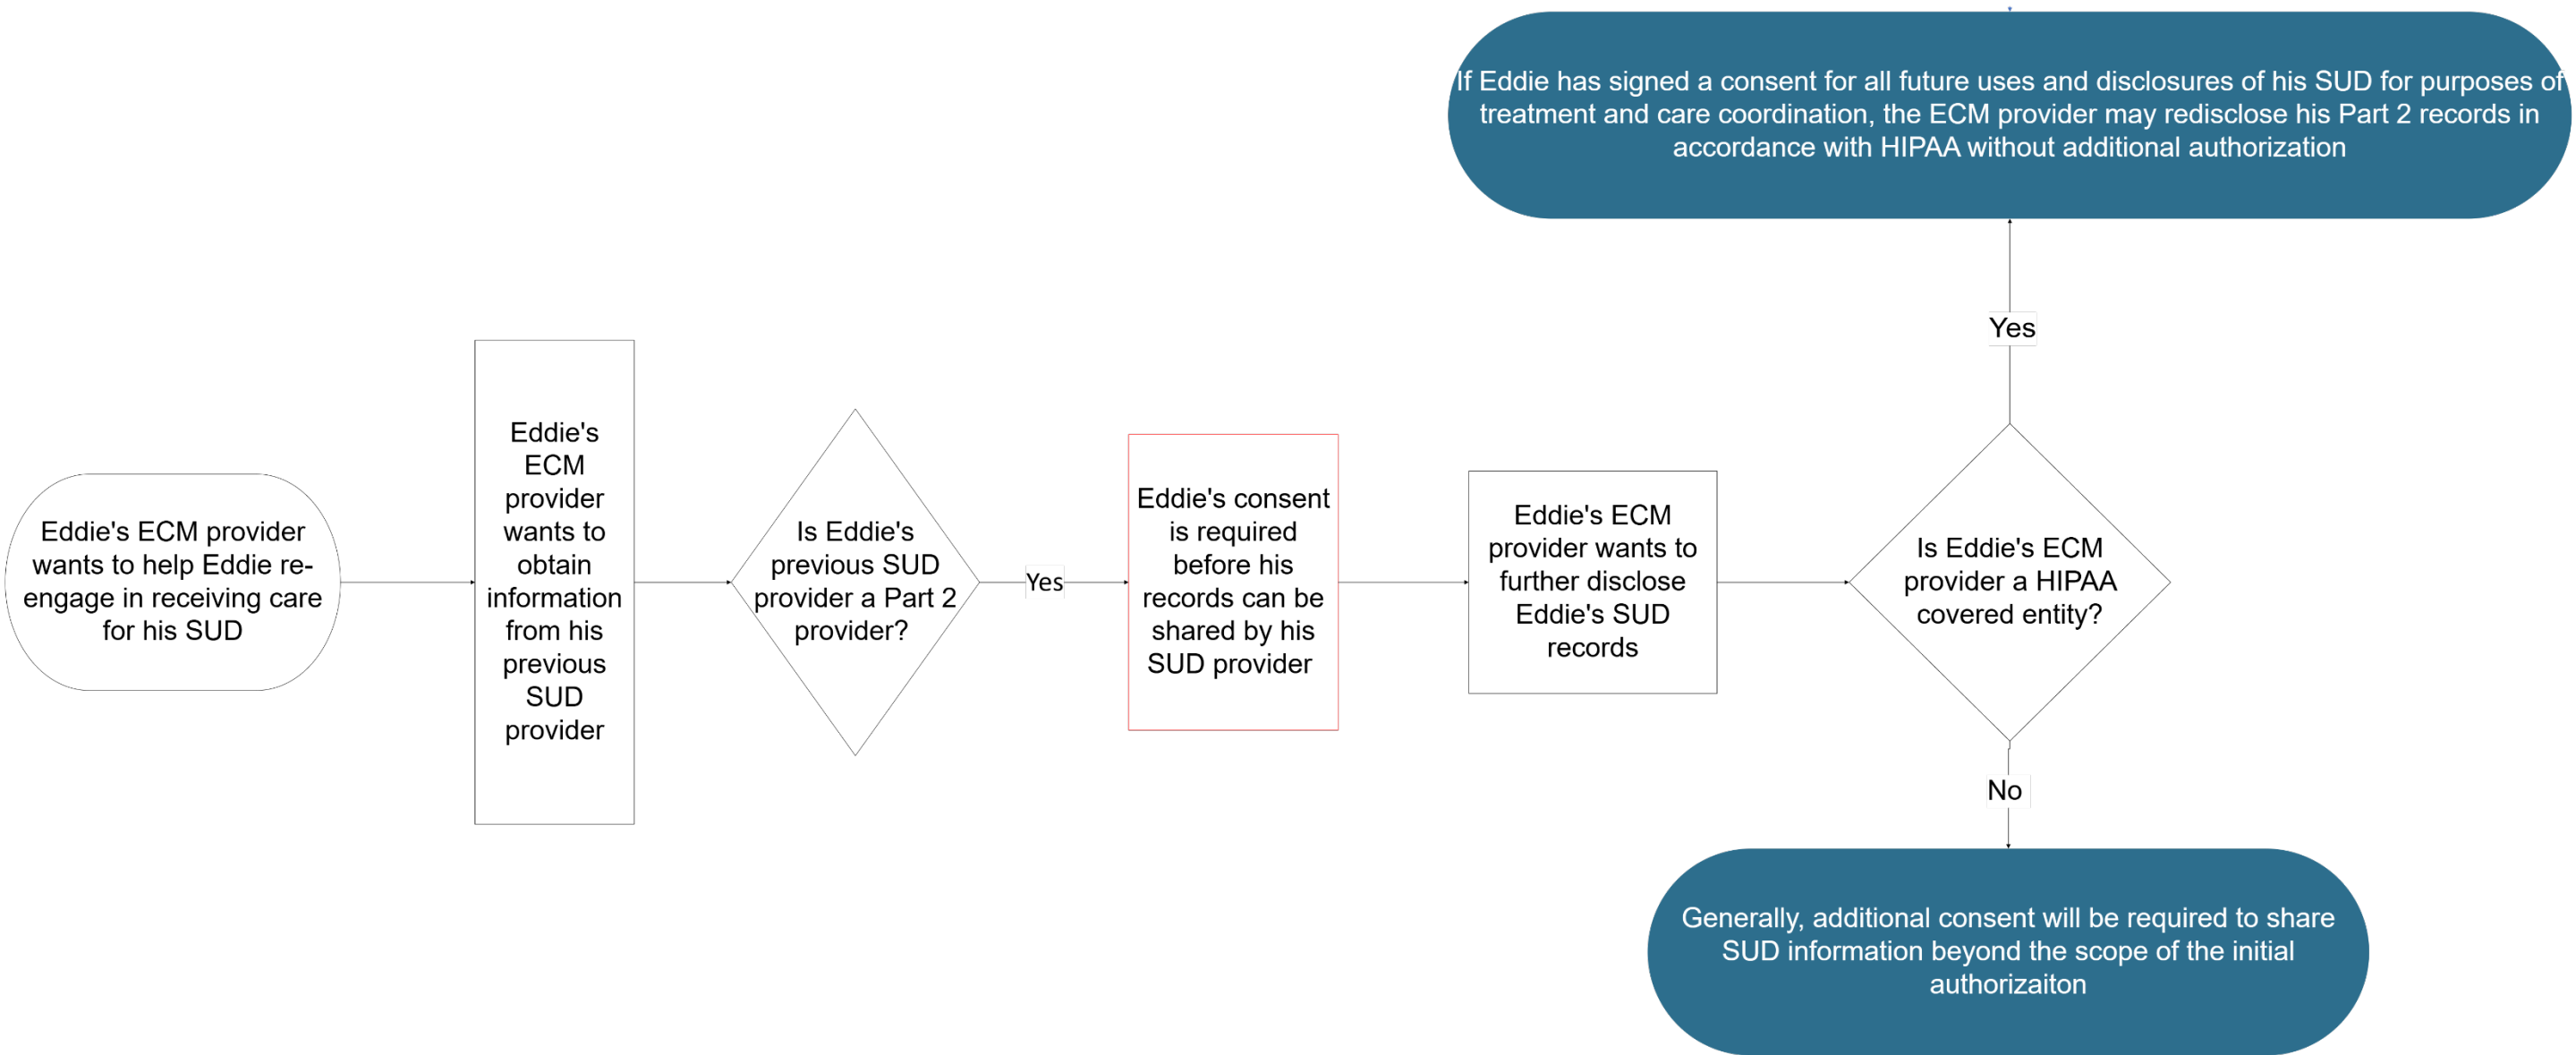 If Eddie has signed a consent for all future uses and disclosures of his SUD for purposes of
treatment and care coordination, the ECM provider may redisclose his Part 2 records in
accordance with HIPAA without additional authorization
Yes
Eddie's ECM provider
wants to help Eddie re-
engage in receiving care
for his SUD
Eddie's
ECM
provider
wants to
obtain
information
from his
previous
SUD
provider
Is Eddie's
previous SUD
provider a Part 2
provider?
Yes
Eddie's consent
is required
before his
records can be
shared by his
SUD provider
Eddie's ECM
provider wants to
further disclose
Eddie's SUD
records
Is Eddie's ECM
provider a HIPAA
covered entity?
No
Generally, additional consent will be required to share
SUD information beyond the scope of the initial
authorizaiton